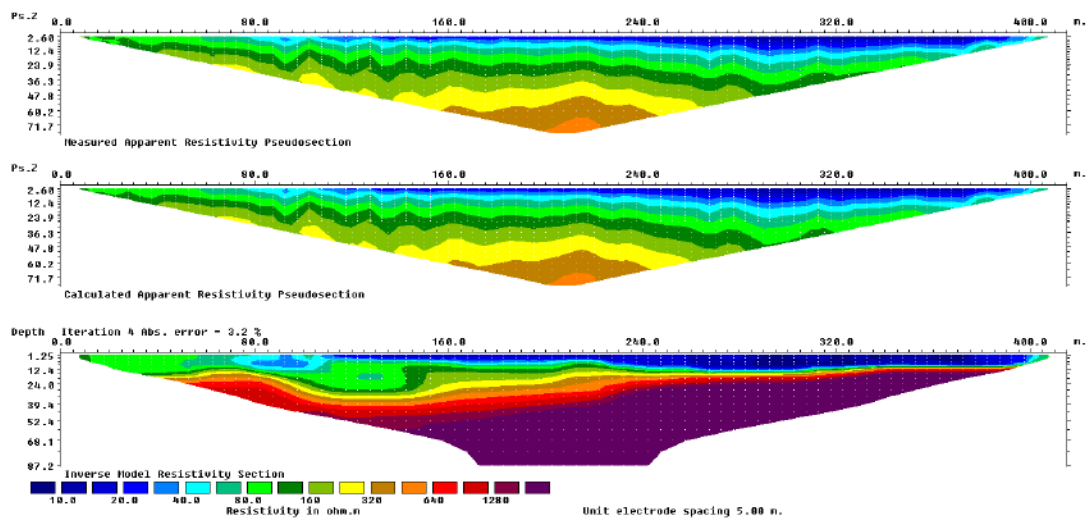 Ps.Z 0.0 80.0 160.0 240.0 320.0 400.0 m.
2.60
12.4
23.9
36.3
47.8
60.2
71.7
Measured Apparent Resistivity Pseudosection
Ps.Z 0.0 80.0 160.0 240.0 320.0 400.0 m.
2.60
12.4
23.9
36.3
47.8
60.2
71.7
Calculated Apparent Resistivity Pseudosection
Depth Iteration 4 Abs. error = 3.2 %
0.0 80.0 160.0 240.0 320.0 400.0 m.
1.25
12.4
24.0
39.4
52.4
68.1
87.2
Inverse Model Resistivity Section
10.0 20.0 40.0 80.0 160 320 640 1280
Resistivity in ohm.m Unit electrode spacing 5.00 m.